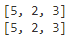 [5, 2, 3]
[5, 2, 3]